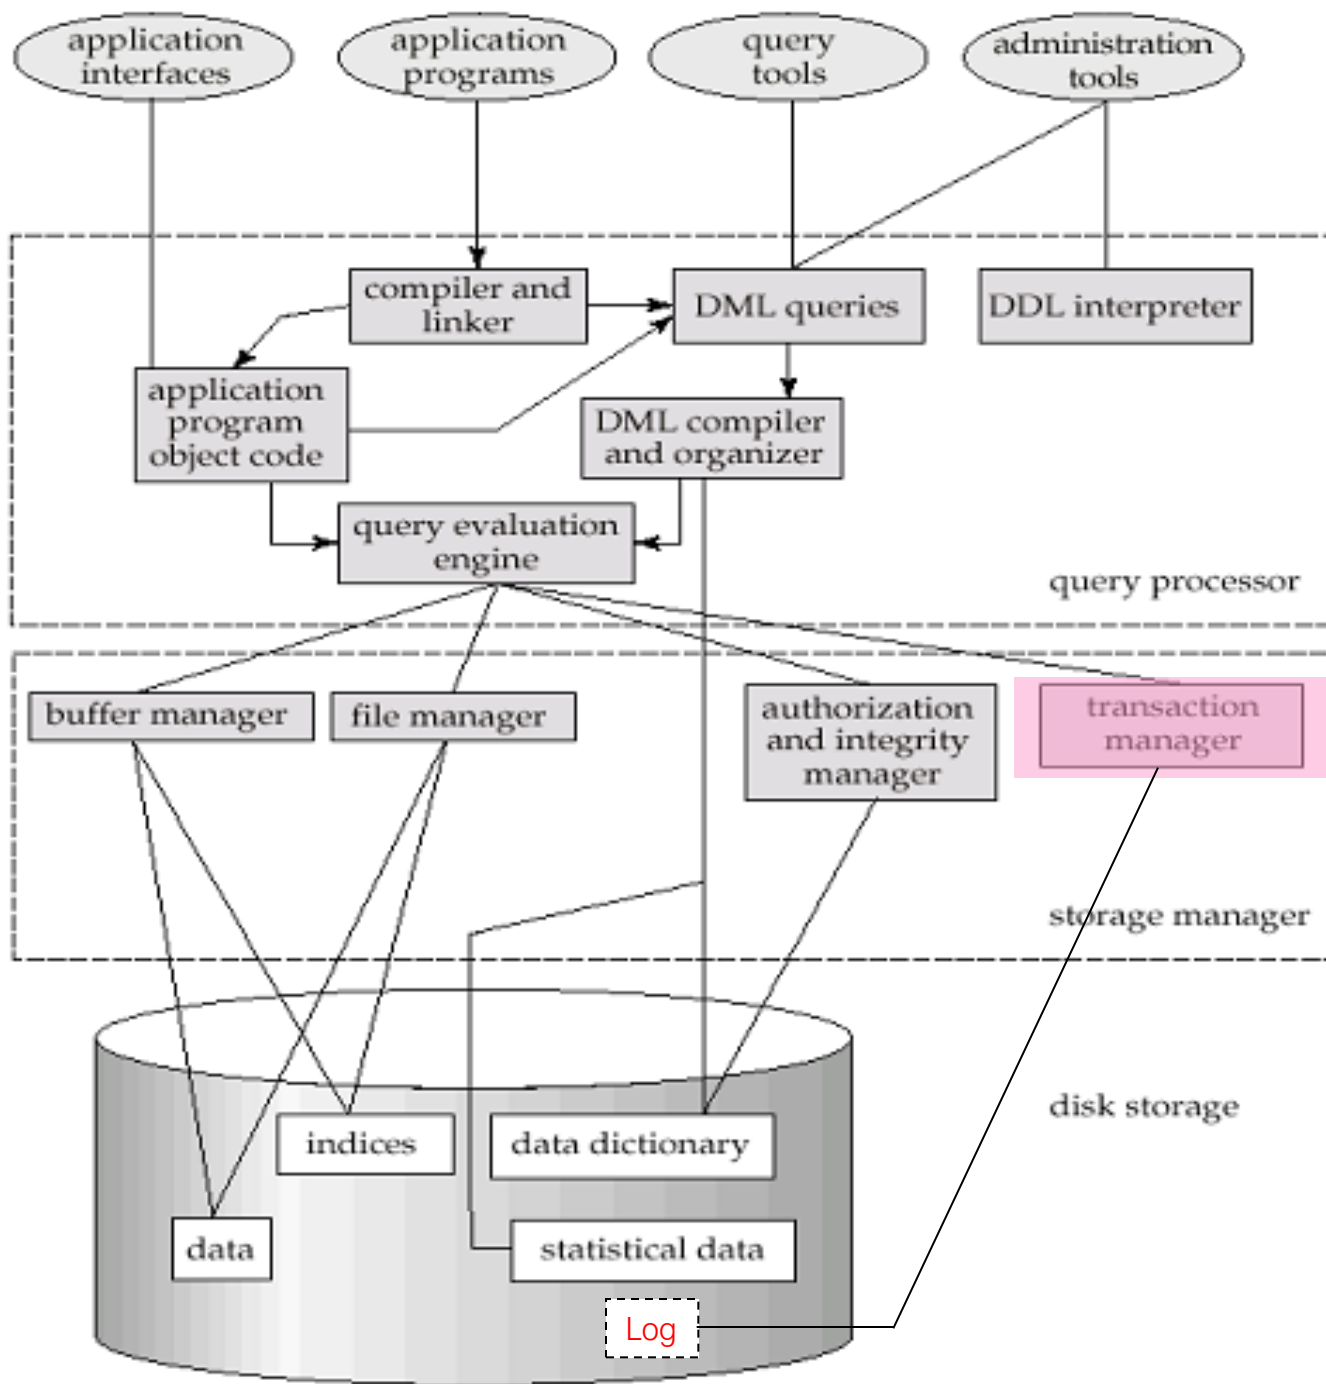 application
interfaces
application
programs
query
tools
administration
tools
compiler and
linker
DML queries
DDL interpreter
application
program
object code
DML compiler
and organizer
query evaluation
engine
query processor
buffer manager
file manager
authorization
and integrity
manager
transaction
manager
storage manager
disk storage
indices
data dictionary
data
statistical data
Log